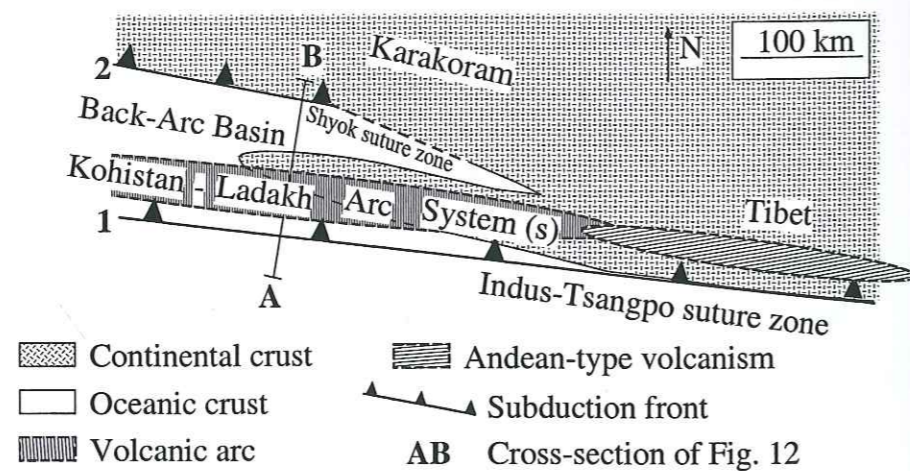 N
100 km
Karakoram
B
2
Shyok suture zone
Back-Arc Basin
Kohistan - Ladakh - Arc System (s)
Tibet
1
A
Indus-Tsangpo suture zone
Continental crust
Andean-type volcanism
Oceanic crust
Subduction front
Volcanic arc
AB Cross-section of Fig. 12